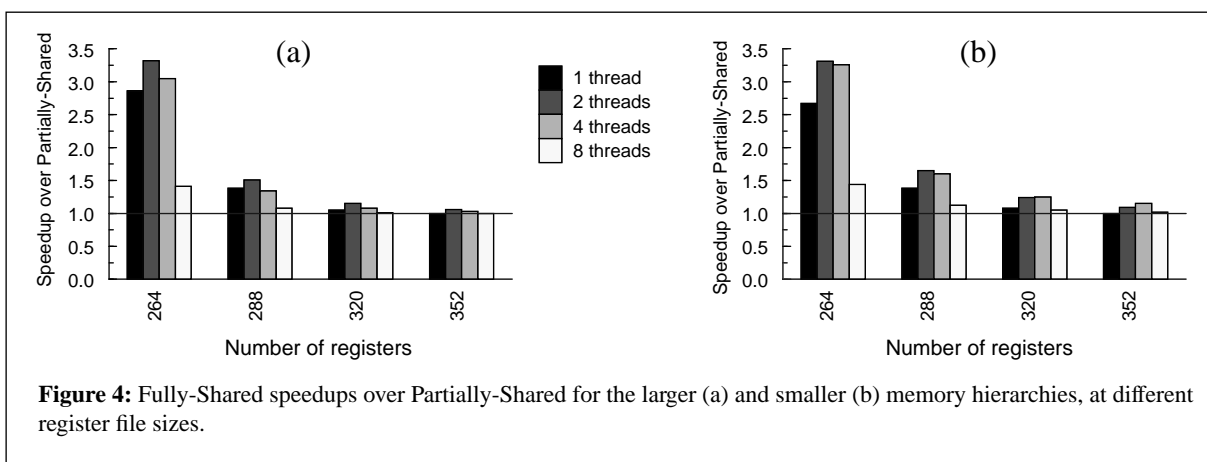 (a)
Speedup over Partially-Shared
3.5
3.0
2.5
2.0
1.5
1.0
0.5
0.0
264
288
320
352
Number of registers
1 thread
2 threads
4 threads
8 threads
(b)
Speedup over Partially-Shared
3.5
3.0
2.5
2.0
1.5
1.0
0.5
0.0
264
288
320
352
Number of registers
Figure 4: Fully-Shared speedups over Partially-Shared for the larger (a) and smaller (b) memory hierarchies, at different
register file sizes.